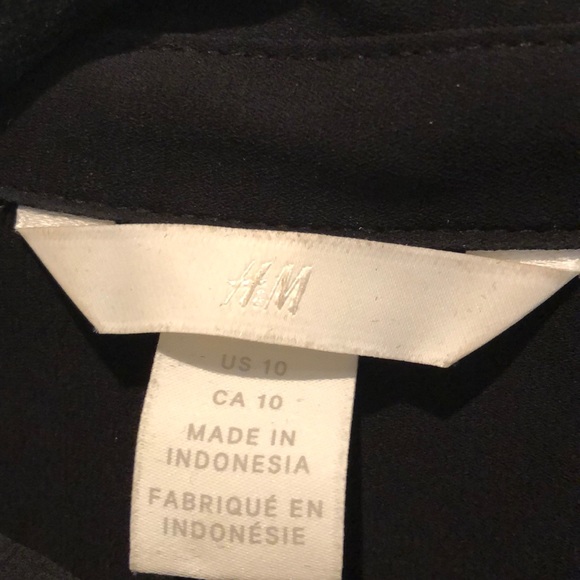 H&M
US 10
CA 10
MADE IN
INDONESIA
FABRIQUÉ EN
INDONÉSIE